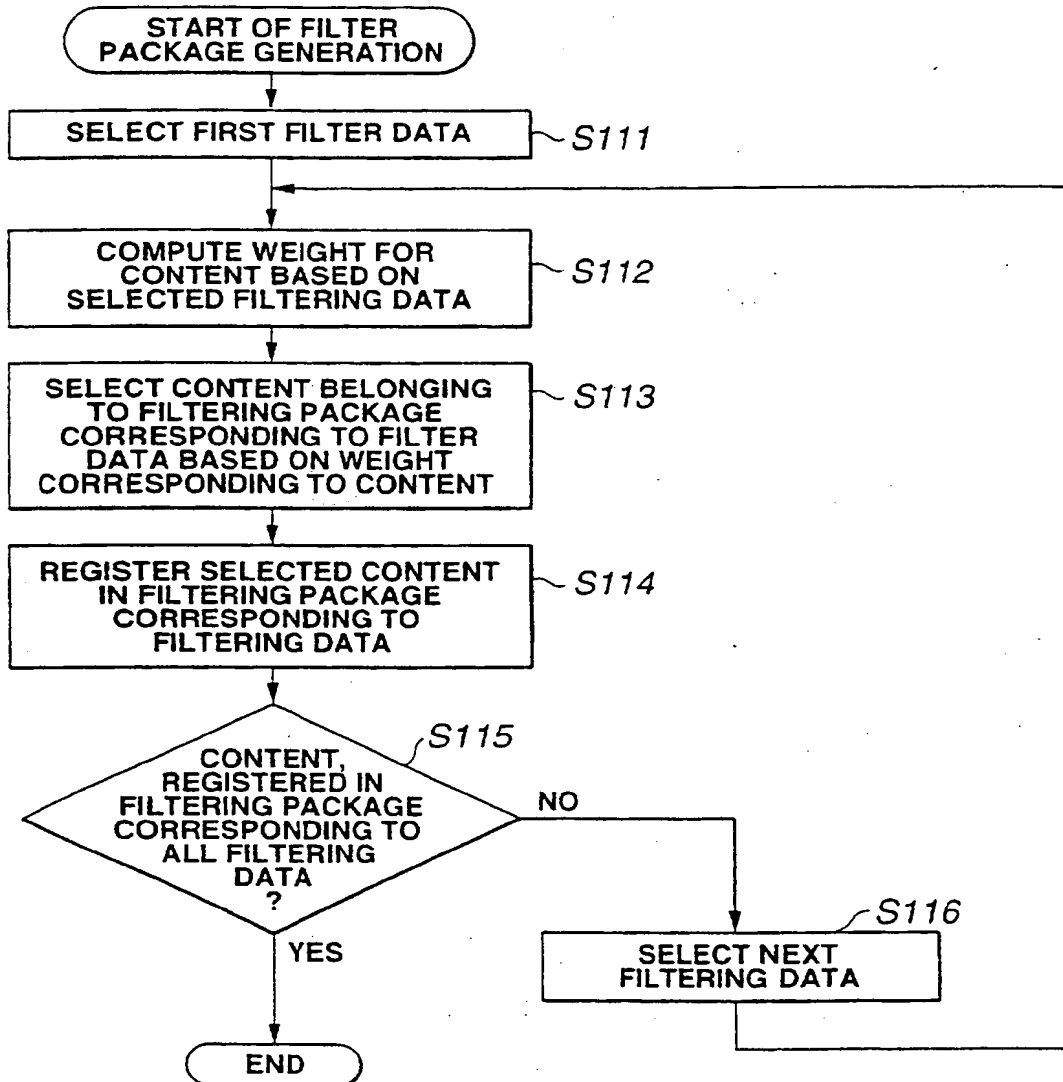 START OF FILTER
PACKAGE GENERATION
SELECT FIRST FILTER DATA
S111
COMPUTE WEIGHT FOR
CONTENT BASED ON
SELECTED FILTERING DATA
S112
SELECT CONTENT BELONGING
TO FILTERING PACKAGE
CORRESPONDING TO FILTER
DATA BASED ON WEIGHT
CORRESPONDING TO CONTENT
S113
REGISTER SELECTED CONTENT
IN FILTERING PACKAGE
CORRESPONDING TO
FILTERING DATA
S114
S115
CONTENT,
REGISTERED IN
FILTERING PACKAGE
CORRESPONDING TO
ALL FILTERING
DATA
?
NO
YES
S116
SELECT NEXT
FILTERING DATA
END